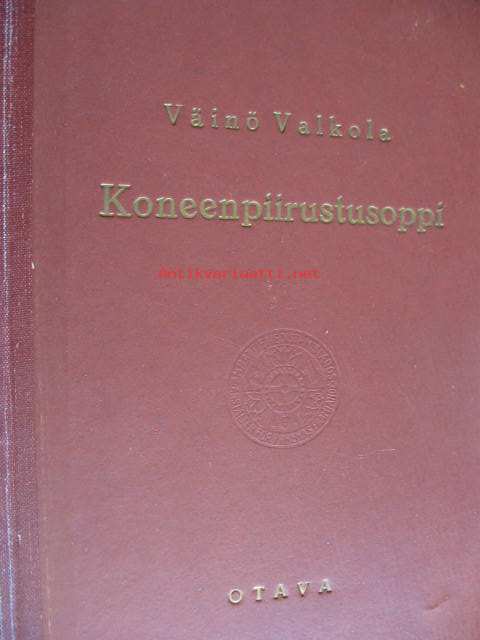 Väinö Valkola
Koneenpiirustusoppi
Antikvariaatti.net
OTAVA